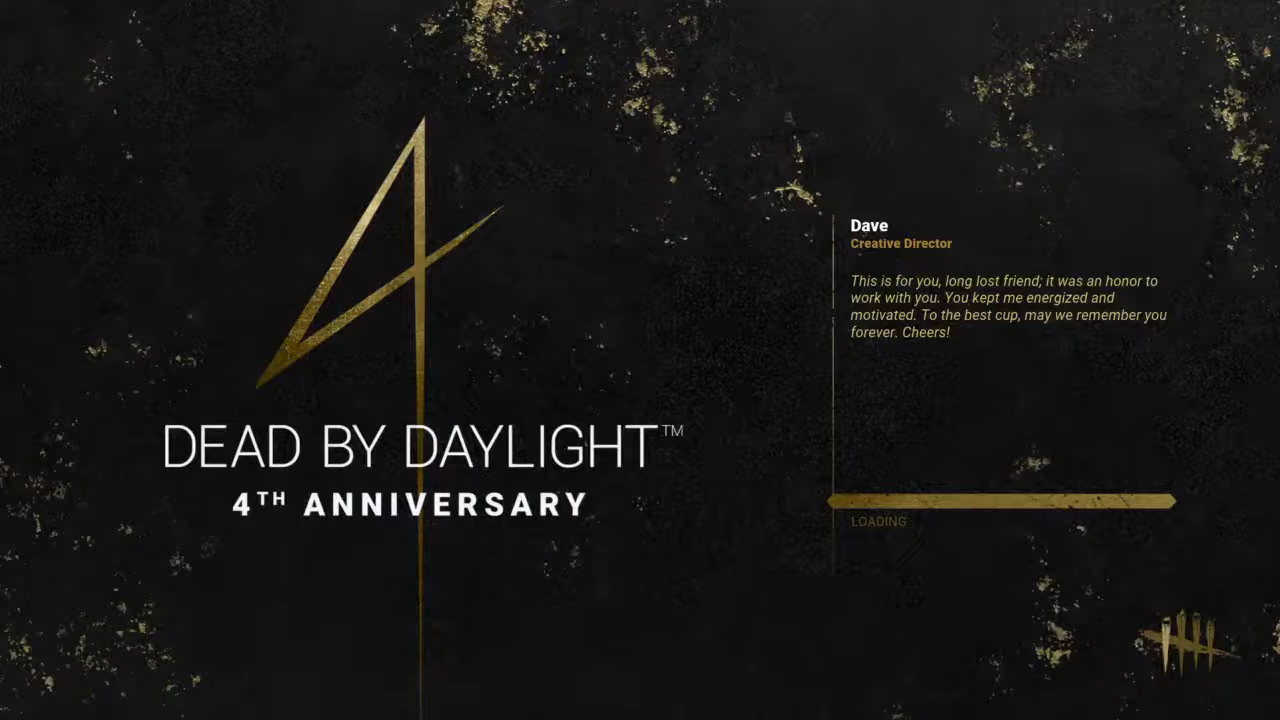 DEAD BY DAYLIGHT™
4TH ANNIVERSARY
Dave
Creative Director
This is for you, long lost friend; it was an honor to
work with you. You kept me energized and
motivated. To the best cup, may we remember you
forever. Cheers!
LOADING